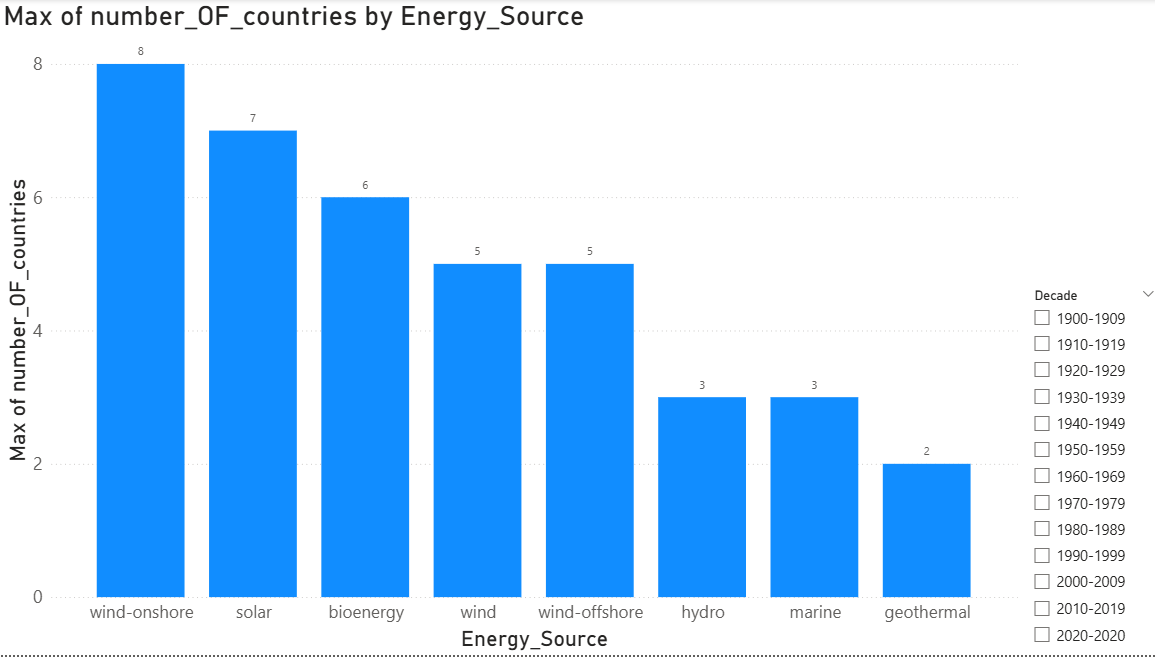 Max of number_OF_countries by Energy_Source
Max of number_OF_countries
8
6
4
2
0
8
7
6
5
5
3
3
2
wind-onshore
solar
bioenergy
wind
wind-offshore
hydro
marine
geothermal
Energy_Source
Decade
1900-1909
1910-1919
1920-1929
1930-1939
1940-1949
1950-1959
1960-1969
1970-1979
1980-1989
1990-1999
2000-2009
2010-2019
2020-2020